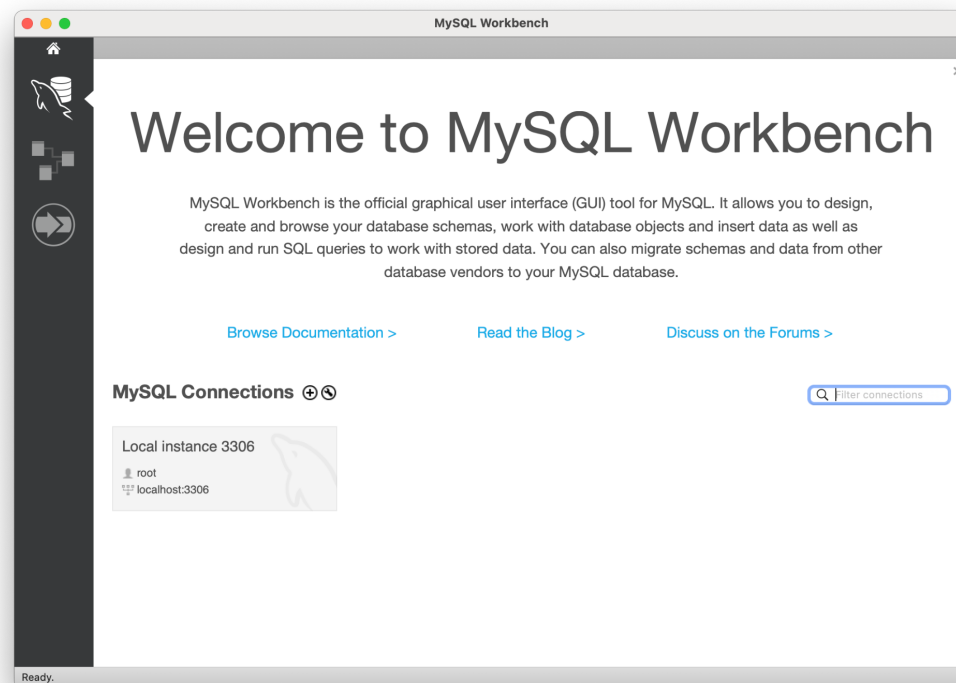 MySQL Workbench
Welcome to MySQL Workbench
MySQL Workbench is the official graphical user interface (GUI) tool for MySQL. It allows you to design,
create and browse your database schemas, work with database objects and insert data as well as
design and run SQL queries to work with stored data. You can also migrate schemas and data from other
database vendors to your MySQL database.
Browse Documentation > Read the Blog > Discuss on the Forums >
MySQL Connections Filter connections
Local instance 3306
root
localhost:3306
Ready.